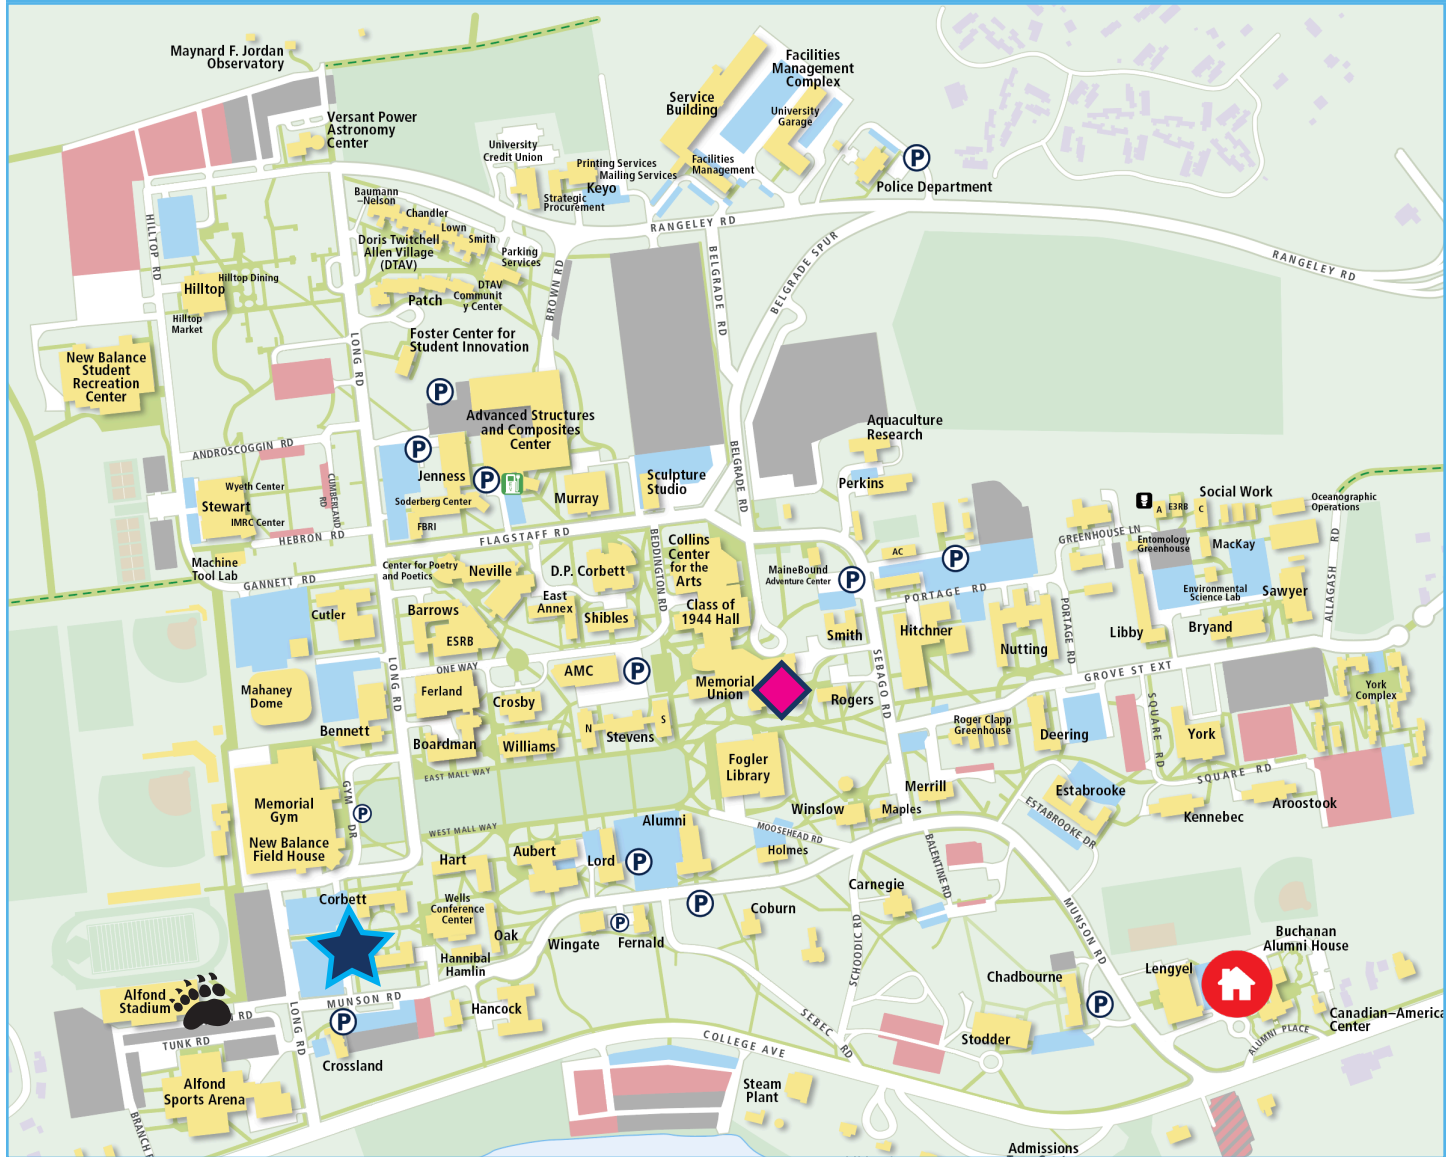 Maynard F. Jordan
Observatory
Versant Power
Astronomy
Center
University
Credit Union
Printing Services
Mailing Services
Keyo
Strategic
Procurement
Service
Building
Facilities
Management
Complex
University
Garage
Facilities
Management
P
Police Department
RANGELEY RD
RANGELEY RD
HILLTOP RD
Baumann
–Nelson
Chandler
Lown
Smith
Doris Twitchell
Allen Village
(DTAV)
Parking
Services
Patch
DTAV
Communit
y Center
BROWN RD
BELGRADE RD
BELGRADE SPUR
Hilltop
Hilltop Dining
Hilltop
Market
LONG RD
Foster Center for
Student Innovation
New Balance
Student
Recreation
Center
P
Advanced Structures
and Composites
Center
P
Jenness
P
Murray
Soderberg Center
FBRI
Sculpture
Studio
BELGRADE RD
Aquaculture
Research
Perkins
ANDROSCOGGIN RD
Wyeth Center
Stewart
IMRC Center
CUMBERLAND
RD
HEBRON RD
FLAGSTAFF RD
Machine
Tool Lab
GANNETT RD
Center for Poetry
and Poetics
Neville
D.P. Corbett
BEDDINGTON RD
Collins
Center
for the
Arts
Class of
1944 Hall
MaineBound
Adventure Center
P
AC
P
PORTAGE RD
GREENHOUSE LN
A
E3RB
C
Social Work
Oceanographic
Operations
Entomology
Greenhouse
MacKay
Environmental
Science Lab
Sawyer
ALLAGASH RD
Cutler
Barrows
ESRB
East
Annex
Shibles
Smith
Hitchner
Nutting
PORTAGE RD
Libby
Bryand
GROVE ST EXT
Mahaney
Dome
Bennett
LONG RD
ONE WAY
Ferland
AMC
P
Crosby
Boardman
Williams
N
Stevens
S
Memorial
Union
Rogers
SEBAGO RD
Roger Clapp
Greenhouse
Deering
SQUARE RD
York
York
Complex
SQUARE RD
EAST MALL WAY
Fogler
Library
Merrill
Estabrooke
ESTABROOKE DR
Kennebec
Aroostook
Memorial
Gym
New Balance
Field House
GYM DR
P
WEST MALL WAY
Alumni
Winslow
Maples
MOOSEHEAD RD
Holmes
Hart
Aubert
Lord
P
BALENTINE RD
Corbett
Wells
Conference
Center
Oak
Hannibal
Hamlin
Wingate
P
Fernald
P
Coburn
Carnegie
SCHOODIC RD
MUNSON RD
Buchanan
Alumni House
Lengyel
Chadbourne
P
Canadian–America
Center
ALUMNI PLACE
Alfond
Stadium
RD
MUNSON RD
P
Hancock
TUNK RD
LONG RD
Crossland
Alfond
Sports Arena
BRANCH
COLLEGE AVE
SEBEC RD
Stodder
Steam
Plant
Admissions